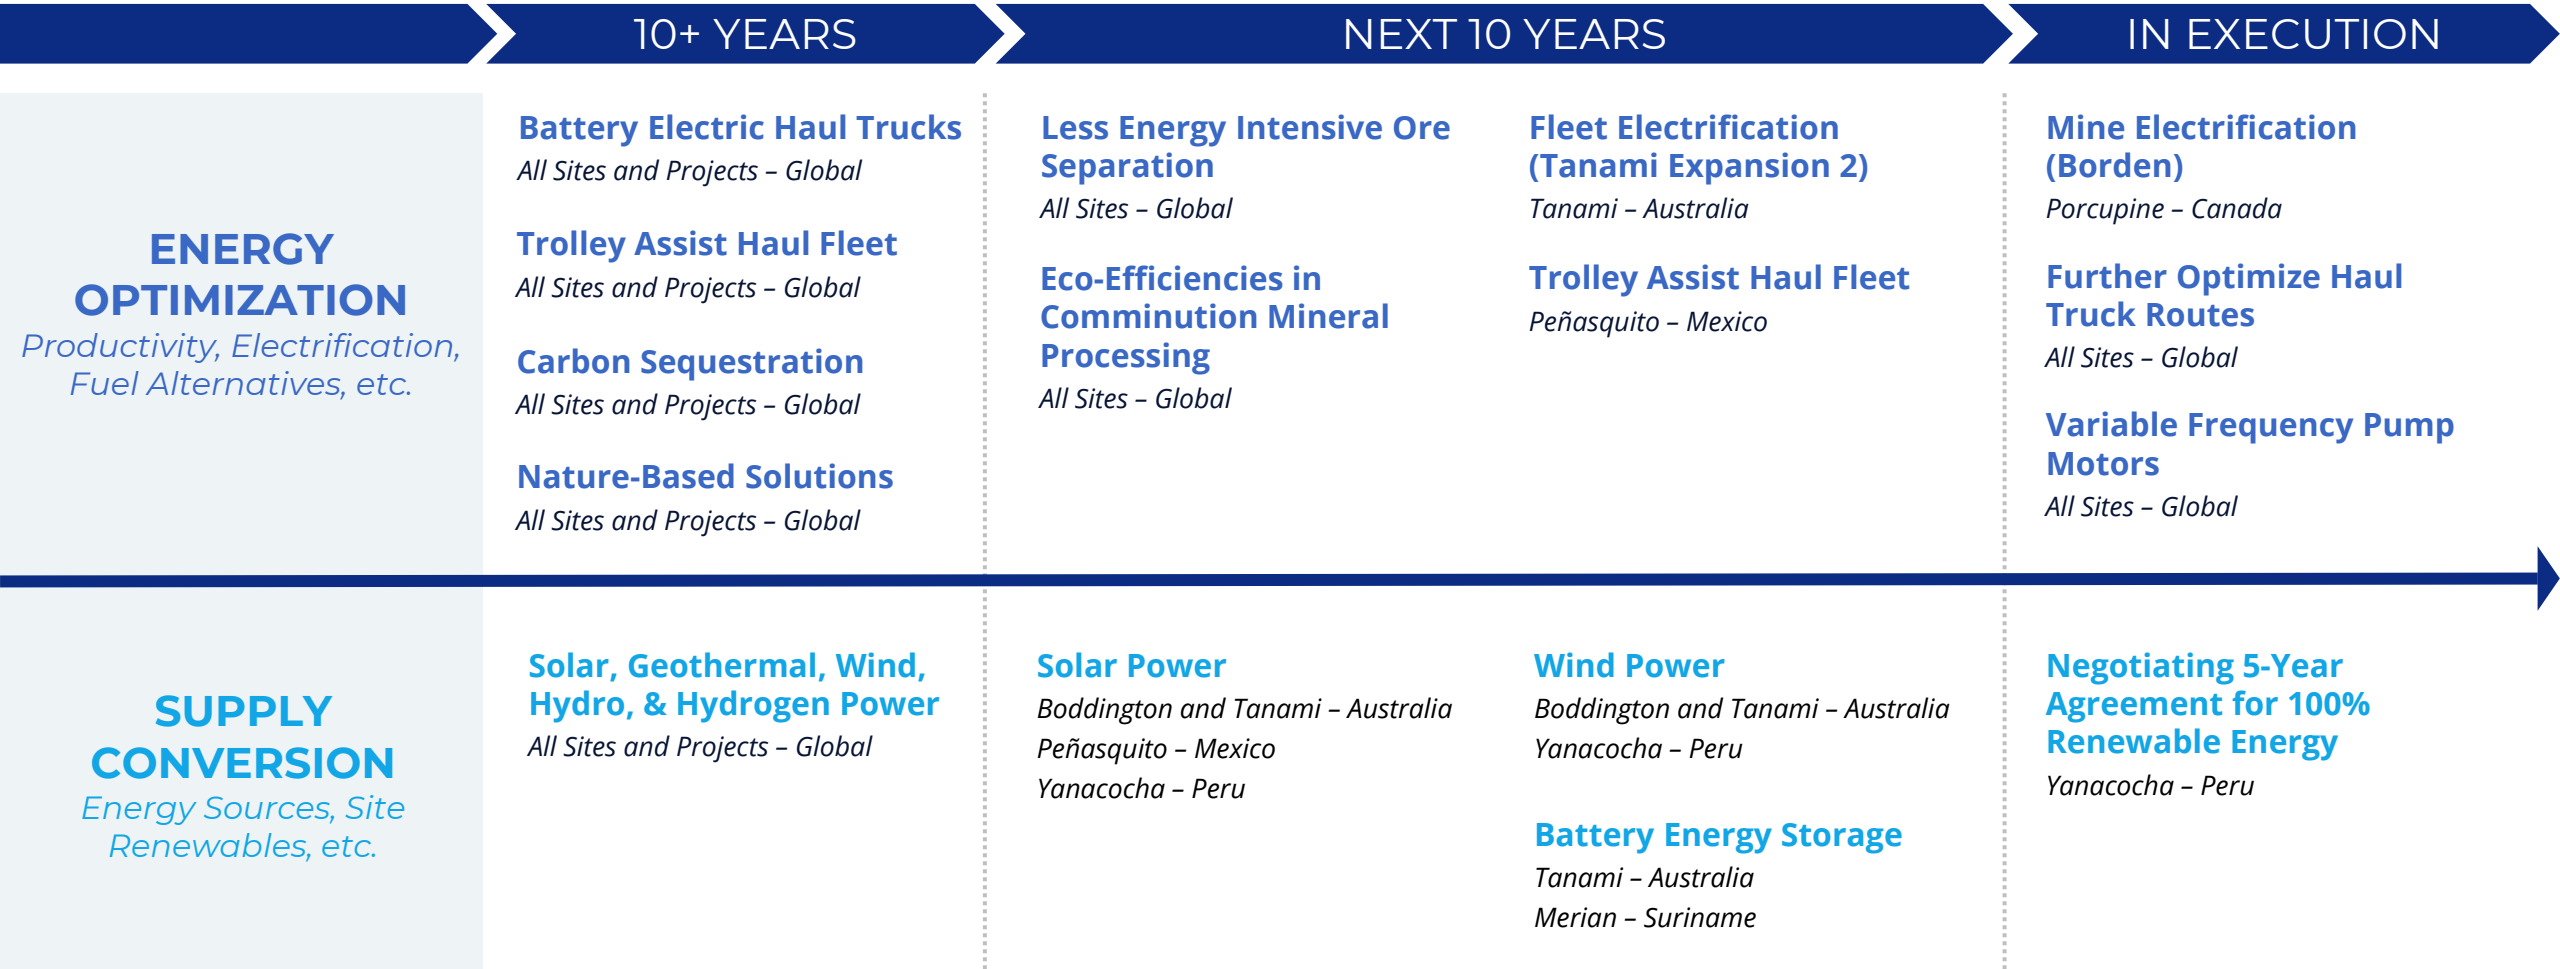 10+ YEARS
NEXT 10 YEARS
IN EXECUTION
ENERGY
OPTIMIZATION
Productivity, Electrification,
Fuel Alternatives, etc.
Battery Electric Haul Trucks
All Sites and Projects – Global
Trolley Assist Haul Fleet
All Sites and Projects – Global
Carbon Sequestration
All Sites and Projects – Global
Nature-Based Solutions
All Sites and Projects – Global
Less Energy Intensive Ore
Separation
All Sites – Global
Eco-Efficiencies in
Comminution Mineral
Processing
All Sites – Global
Fleet Electrification
(Tanami Expansion 2)
Tanami – Australia
Trolley Assist Haul Fleet
Peñasquito – Mexico
Mine Electrification
(Borden)
Porcupine – Canada
Further Optimize Haul
Truck Routes
All Sites – Global
Variable Frequency Pump
Motors
All Sites – Global
SUPPLY
CONVERSION
Energy Sources, Site
Renewables, etc.
Solar, Geothermal, Wind,
Hydro, & Hydrogen Power
All Sites and Projects – Global
Solar Power
Boddington and Tanami – Australia
Peñasquito – Mexico
Yanacocha – Peru
Wind Power
Boddington and Tanami – Australia
Yanacocha – Peru
Battery Energy Storage
Tanami – Australia
Merian – Suriname
Negotiating 5-Year
Agreement for 100%
Renewable Energy
Yanacocha – Peru